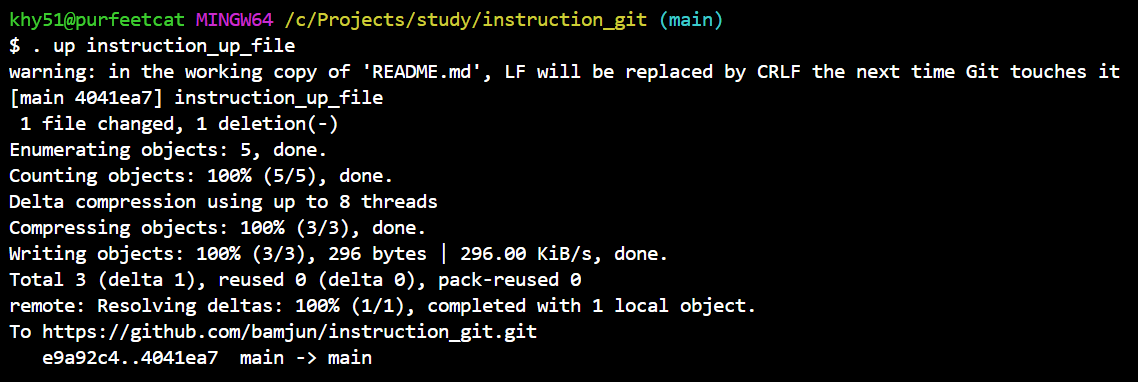 khy51@purfeetcat MINGW64 /c/Projects/study/instruction_git (main)
$ . up instruction_up_file
warning: in the working copy of 'README.md', LF will be replaced by CRLF the next time Git touches it
[main 4041ea7] instruction_up_file
 1 file changed, 1 deletion(-)
Enumerating objects: 5, done.
Counting objects: 100% (5/5), done.
Delta compression using up to 8 threads
Compressing objects: 100% (3/3), done.
Writing objects: 100% (3/3), 296 bytes | 296.00 KiB/s, done.
Total 3 (delta 1), reused 0 (delta 0), pack-reused 0
remote: Resolving deltas: 100% (1/1), completed with 1 local object.
To https://github.com/bamjun/instruction_git.git
   e9a92c4..4041ea7  main -> main